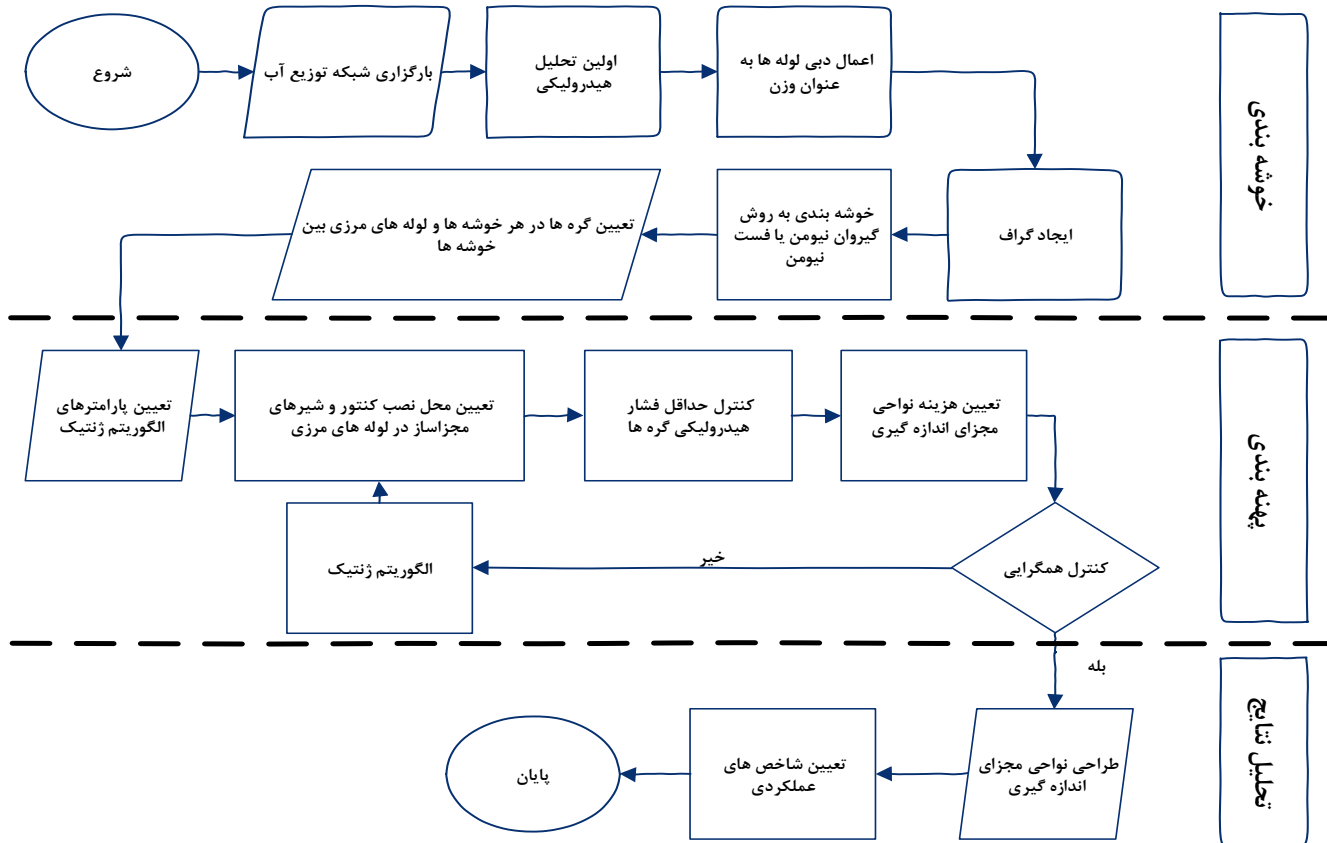 شروع
بارگزاری شبکه توزیع آب
اولین تحلیل
هیدرولیکی
اعمال دبی لوله ها به
عنوان وزن
ایجاد گراف
خوشه بندی به روش
گیروان نیومن یا فست
نیومن
تعیین گره ها در هر خوشه ها و لوله های مرزی بین
خوشه ها
خوشه بندی
تعیین پارامترهای
الگوریتم ژنتیک
تعیین محل نصب کنتور و شیرهای
مجزاساز در لوله های مرزی
کنترل حداقل فشار
هیدرولیکی گره ها
تعیین هزینه نواحی
مجزای اندازه گیری
کنترل همگرایی
خیر
الگوریتم ژنتیک
پهنه بندی
بله
طراحی نواحی مجزای
اندازه گیری
تعیین شاخص های
عملکردی
پایان
تحلیل نتایج